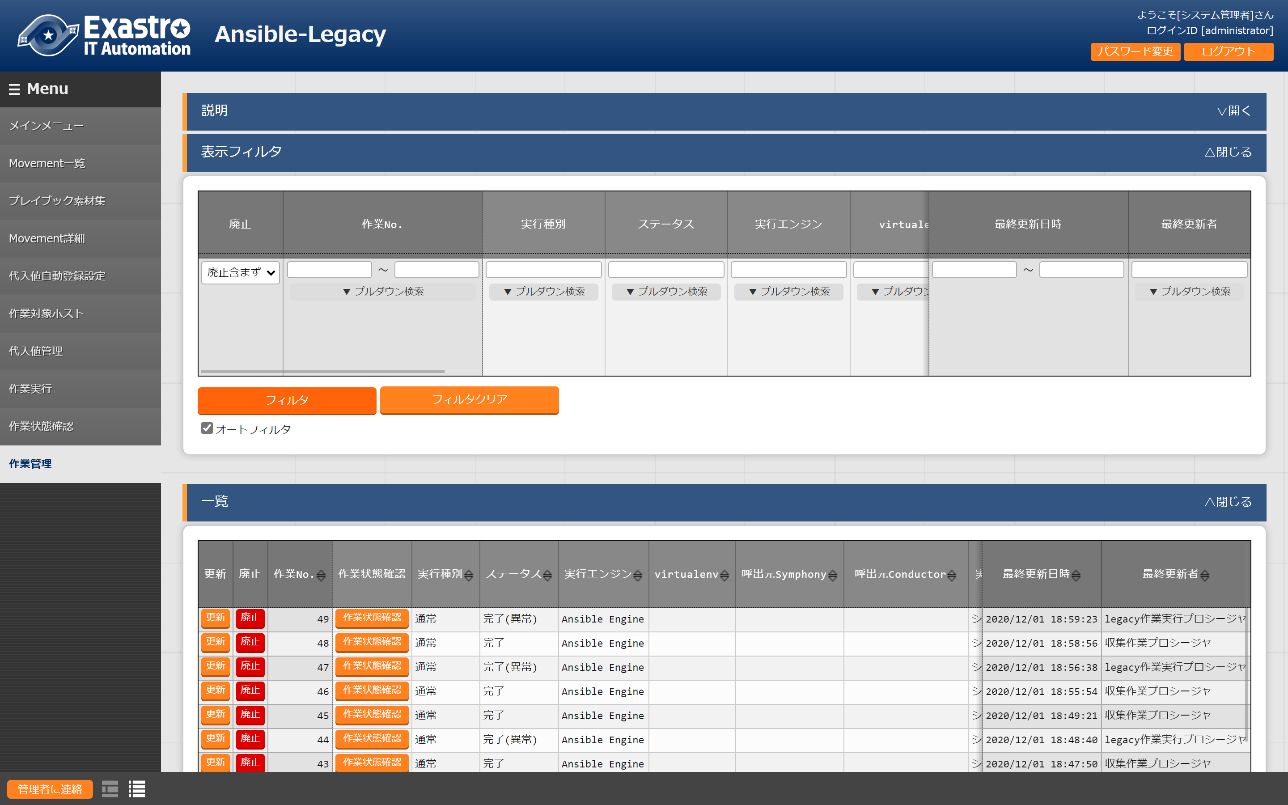 Exastro
IT Automation
Ansible-Legacy
ようこそ[システム管理者]さん
ログインID [administrator]
パスワード変更 ログアウト
Menu
メインメニュー
Movement一覧
プレイブック素材集
Movement詳細
代入値自動登録設定
作業対象ホスト
代入値管理
作業実行
作業状態確認
作業管理
説明 ▽開く
表示フィルタ △閉じる
廃止 作業No. 実行種別 ステータス 実行エンジン virtuale 最終更新日時 最終更新者
廃止含まず ～ ～
▼プルダウン検索 ▼プルダウン検索 ▼プルダウン検索 ▼プルダウン検索 ▼プルダウン ▼プルダウン検索
フィルタ フィルタクリア
オートフィルタ
一覧 △閉じる
更新 廃止 作業No. 作業状態確認 実行種別 ステータス 実行エンジン virtualenv 呼出元Symphony 呼出元Conductor 実 最終更新日時 最終更新者
更新 廃止 49 作業状態確認 通常 完了(異常) Ansible Engine シ 2020/12/01 18:59:23 legacy作業実行プロシージャ
更新 廃止 48 作業状態確認 通常 完了 Ansible Engine シ 2020/12/01 18:58:56 収集作業プロシージャ
更新 廃止 47 作業状態確認 通常 完了(異常) Ansible Engine シ 2020/12/01 18:56:38 legacy作業実行プロシージャ
更新 廃止 46 作業状態確認 通常 完了 Ansible Engine シ 2020/12/01 18:55:54 収集作業プロシージャ
更新 廃止 45 作業状態確認 通常 完了 Ansible Engine シ 2020/12/01 18:49:21 収集作業プロシージャ
更新 廃止 44 作業状態確認 通常 完了(異常) Ansible Engine シ 2020/12/01 18:48:40 legacy作業実行プロシージャ
更新 廃止 43 作業状態確認 通常 完了 Ansible Engine シ 2020/12/01 18:47:50 収集作業プロシージャ
管理者に連絡